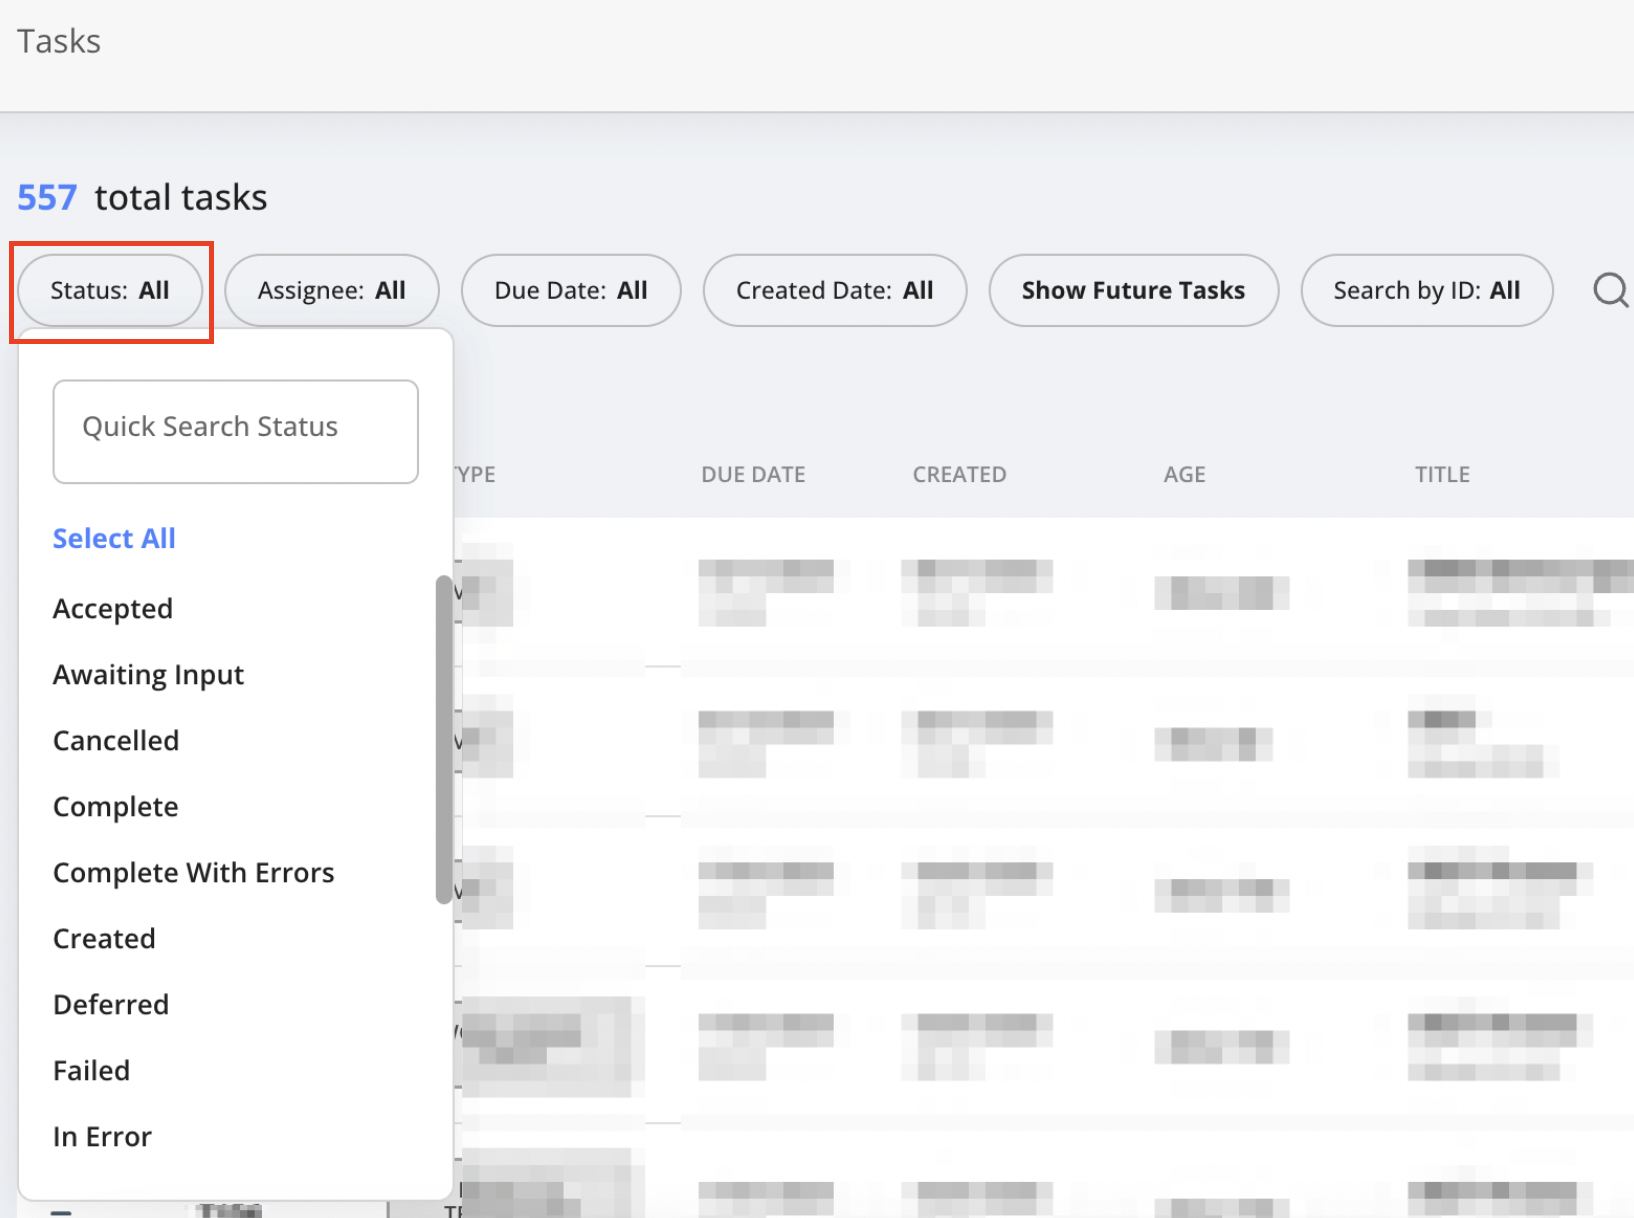 Tasks
557 total tasks
Status: All
Assignee: All
Due Date: All
Created Date: All
Show Future Tasks
Search by ID: All
Quick Search Status
Select All
Accepted
Awaiting Input
Cancelled
Complete
Complete With Errors
Created
Deferred
Failed
In Error
YPE
DUE DATE
CREATED
AGE
TITLE